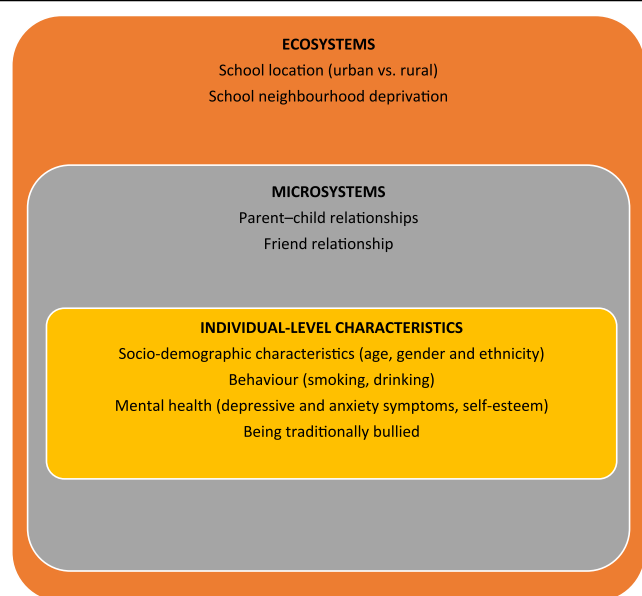 ECOSYSTEMS
School location (urban vs. rural)
School neighbourhood deprivation
MICROSYSTEMS
Parent–child relationships
Friend relationship
INDIVIDUAL-LEVEL CHARACTERISTICS
Socio-demographic characteristics (age, gender and ethnicity)
Behaviour (smoking, drinking)
Mental health (depressive and anxiety symptoms, self-esteem)
Being traditionally bullied